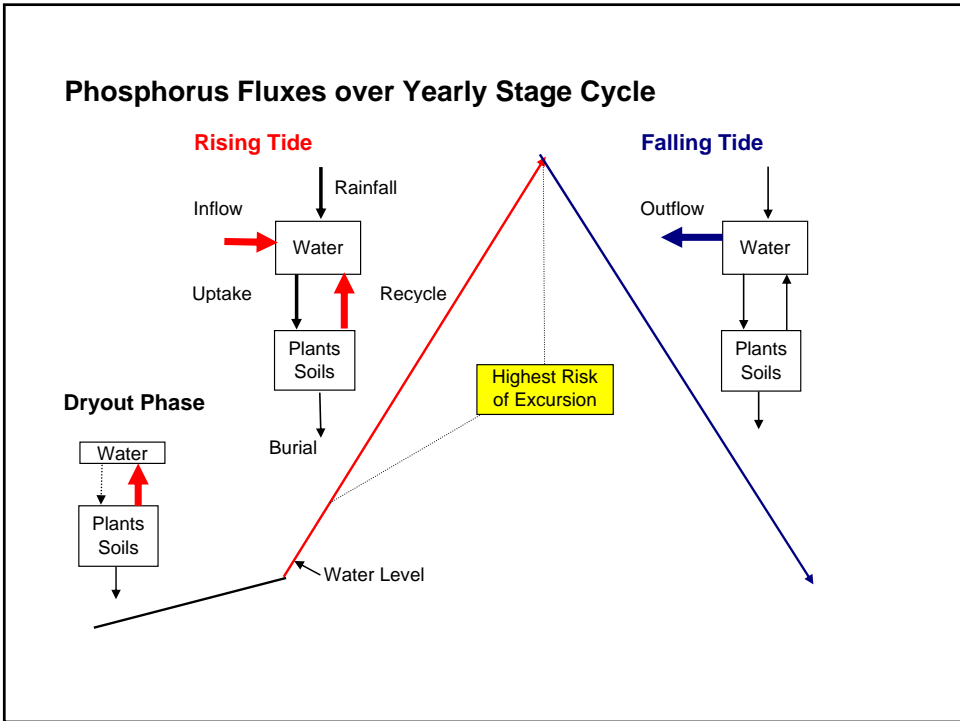 Phosphorus Fluxes over Yearly Stage Cycle
Rising Tide
Rainfall
Inflow
Water
Uptake
Recycle
Plants
Soils
Burial
Dryout Phase
Water
Plants
Soils
Water Level
Highest Risk
of Excursion
Falling Tide
Outflow
Water
Plants
Soils